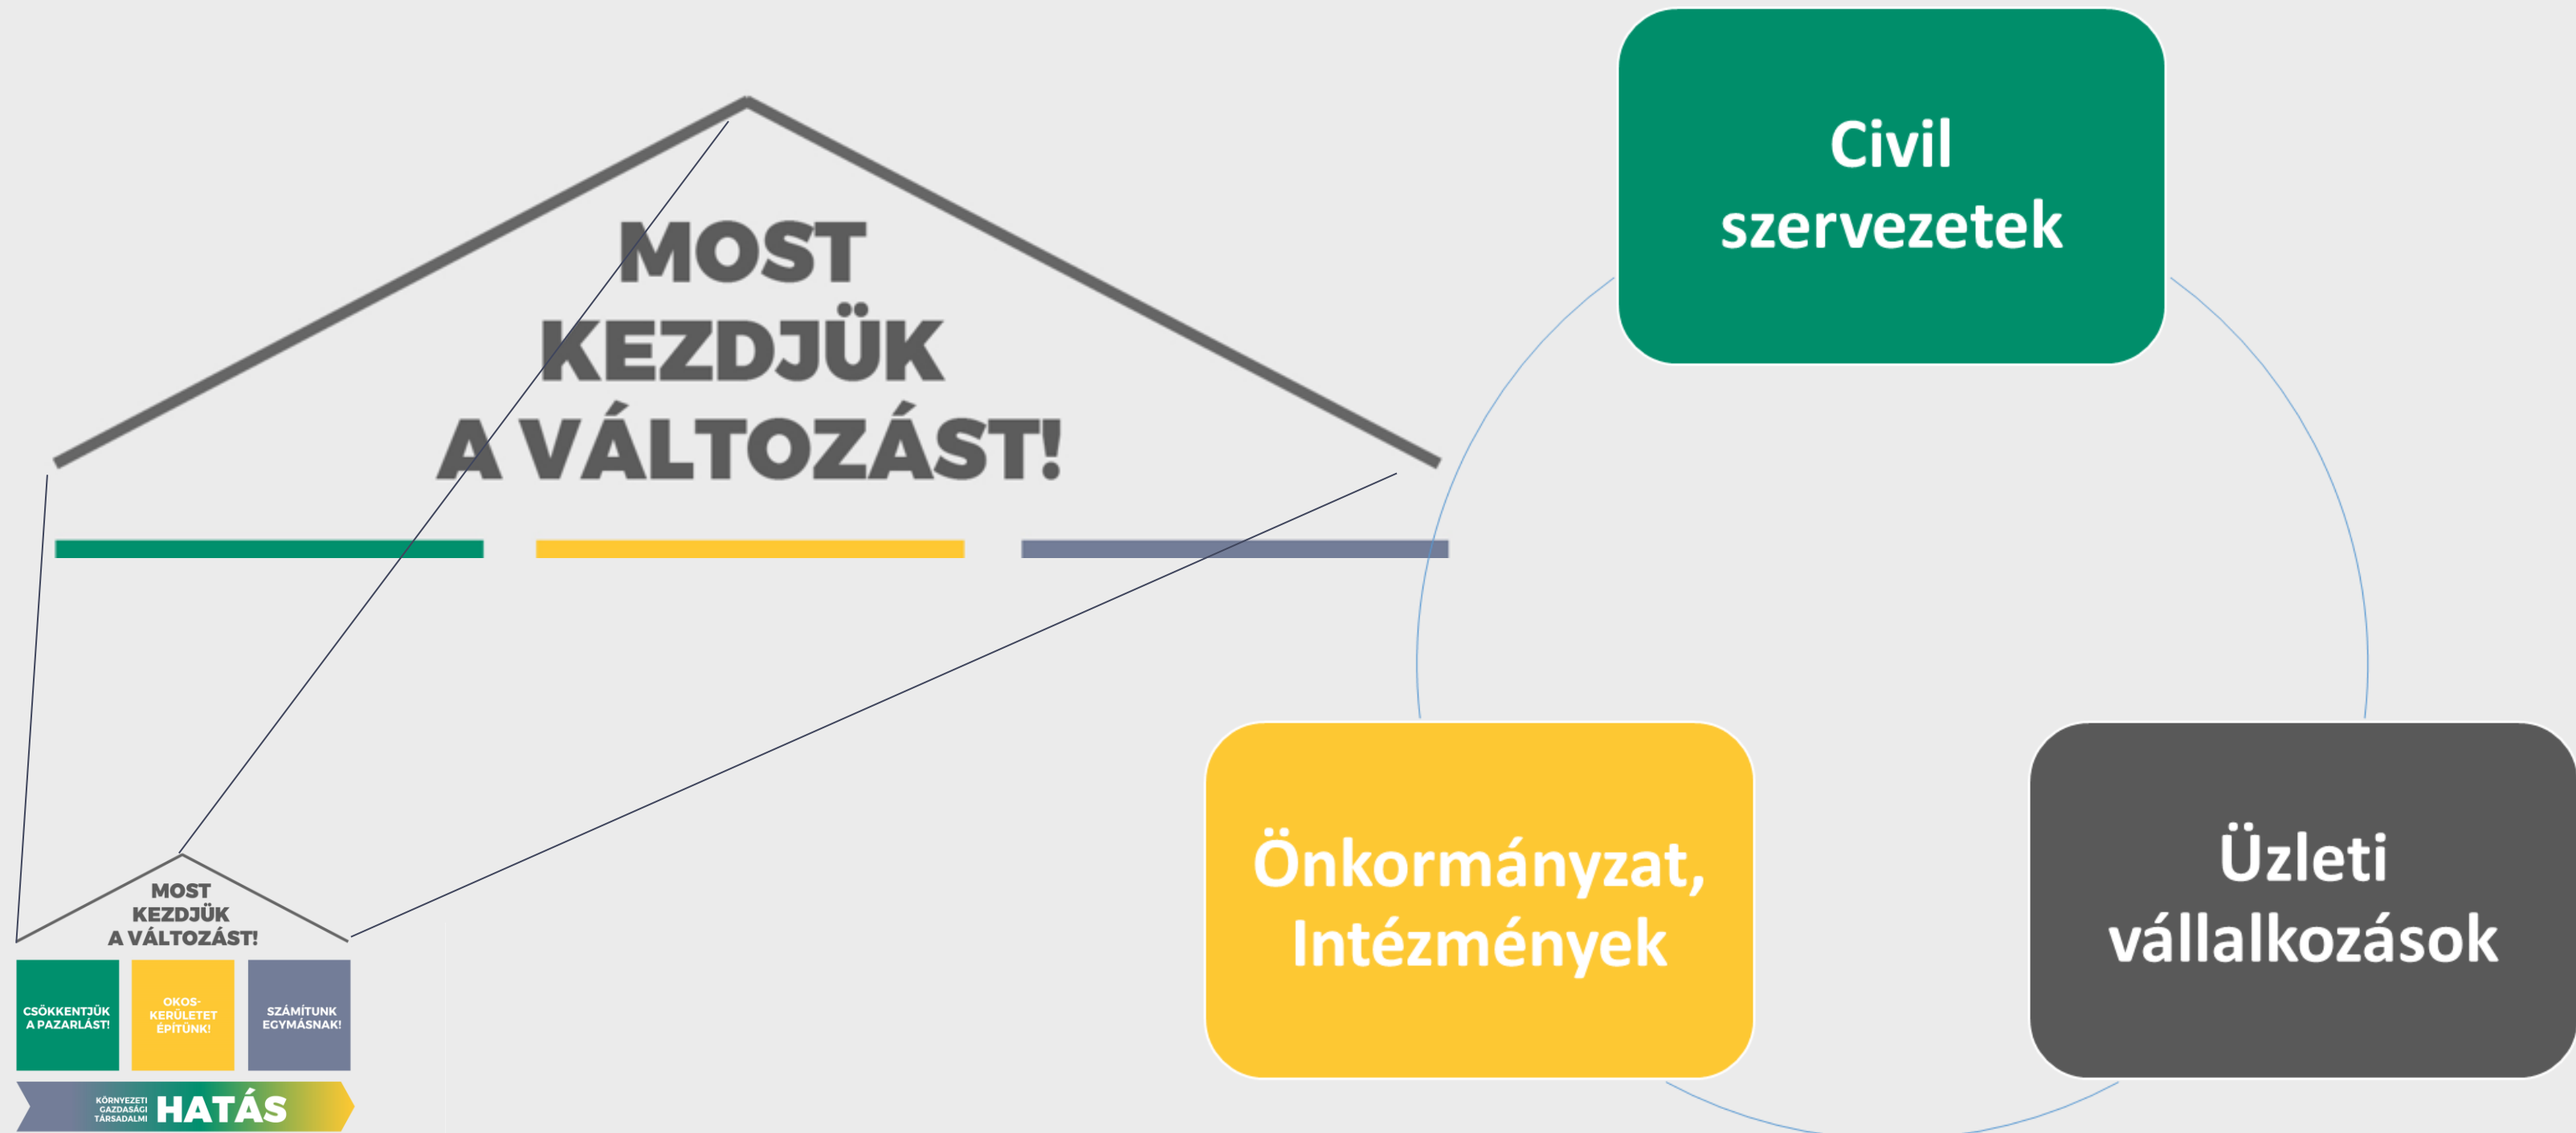 MOST
KEZDJÜK
A VÁLTOZÁST!
MOST
KEZDJÜK
A VÁLTOZÁST!
CSÖKKENTJÜK
A PAZARLÁST!
OKOS-
KERÜLETET
ÉPÍTÜNK!
SZÁMÍTUNK
EGYMÁSNAK!
KÖRNYEZETI
GAZDASÁGI
TÁRSADALMI
HATÁS
Civil
szervezetek
Önkormányzat,
Intézmények
Üzleti
vállalkozások